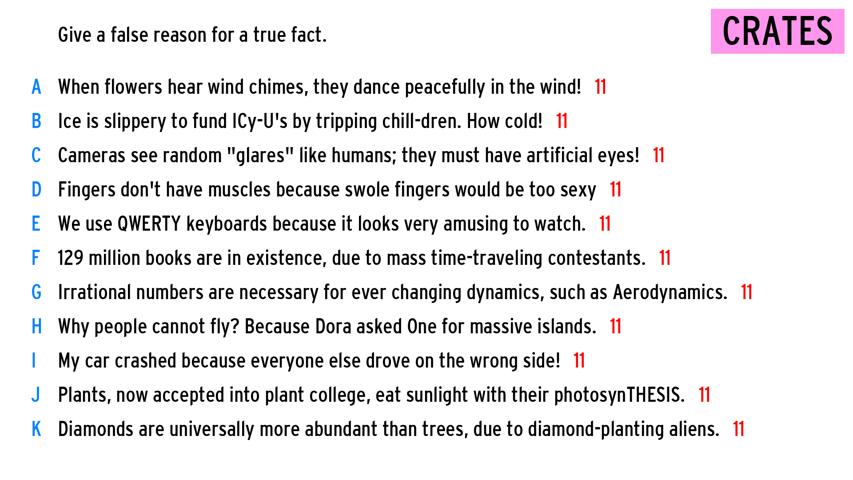 Give a false reason for a true fact.
CRATES
A When flowers hear wind chimes, they dance peacefully in the wind! 11
B Ice is slippery to fund ICy-U's by tripping chill-dren. How cold! 11
C Cameras see random "glares" like humans; they must have artificial eyes! 11
D Fingers don't have muscles because swole fingers would be too sexy 11
E We use QWERTY keyboards because it looks very amusing to watch. 11
F 129 million books are in existence, due to mass time-traveling contestants. 11
G Irrational numbers are necessary for ever changing dynamics, such as Aerodynamics. 11
H Why people cannot fly? Because Dora asked One for massive islands. 11
I My car crashed because everyone else drove on the wrong side! 11
J Plants, now accepted into plant college, eat sunlight with their photosynTHESIS. 11
K Diamonds are universally more abundant than trees, due to diamond-planting aliens. 11